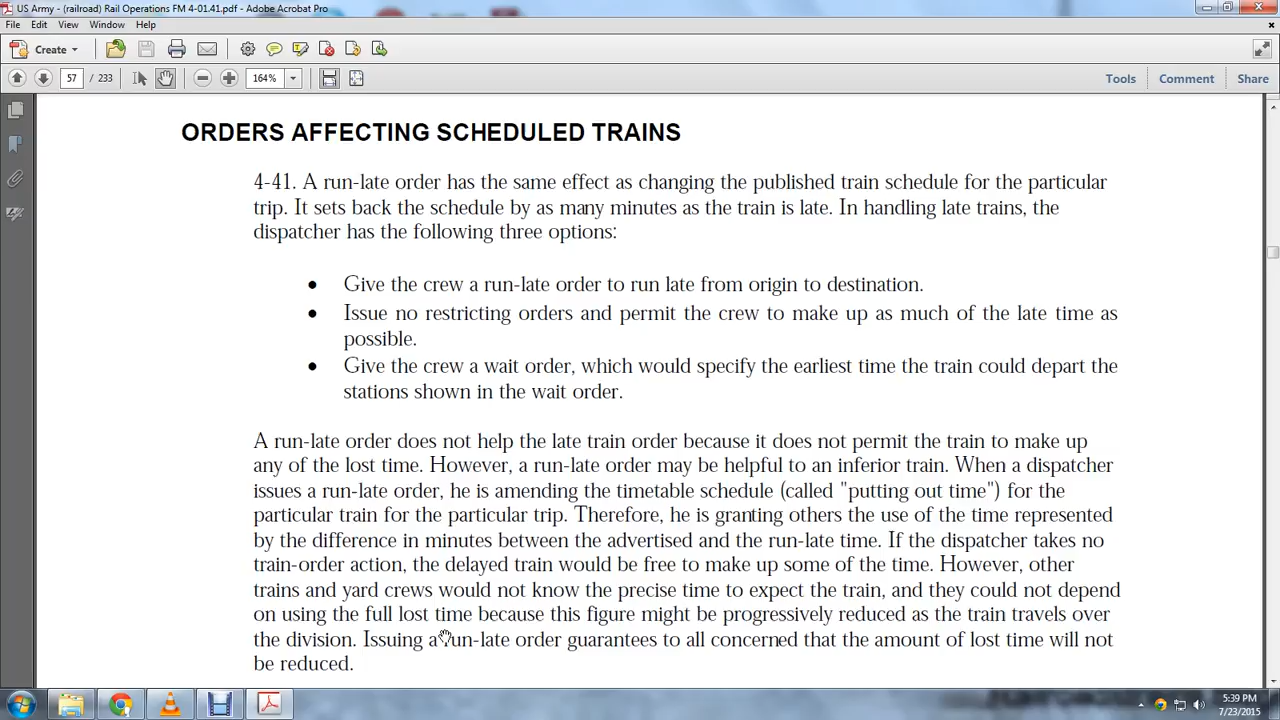 US Army - (railroad) Rail Operations FM 4-01.41.pdf - Adobe Acrobat Pro
File Edit View Window Help
Create
57 / 233 164% Tools Comment Share
ORDERS AFFECTING SCHEDULED TRAINS
4-41. A run-late order has the same effect as changing the published train schedule for the particular
trip. It sets back the schedule by as many minutes as the train is late. In handling late trains, the
dispatcher has the following three options:
• Give the crew a run-late order to run late from origin to destination.
• Issue no restricting orders and permit the crew to make up as much of the late time as
possible.
• Give the crew a wait order, which would specify the earliest time the train could depart the
stations shown in the wait order.
A run-late order does not help the late train order because it does not permit the train to make up
any of the lost time. However, a run-late order may be helpful to an inferior train. When a dispatcher
issues a run-late order, he is amending the timetable schedule (called "putting out time") for the
particular train for the particular trip. Therefore, he is granting others the use of the time represented
by the difference in minutes between the advertised and the run-late time. If the dispatcher takes no
train-order action, the delayed train would be free to make up some of the time. However, other
trains and yard crews would not know the precise time to expect the train, and they could not depend
on using the full lost time because this figure might be progressively reduced as the train travels over
the division. Issuing a run-late order guarantees to all concerned that the amount of lost time will not
be reduced.
5:39 PM
7/23/2015